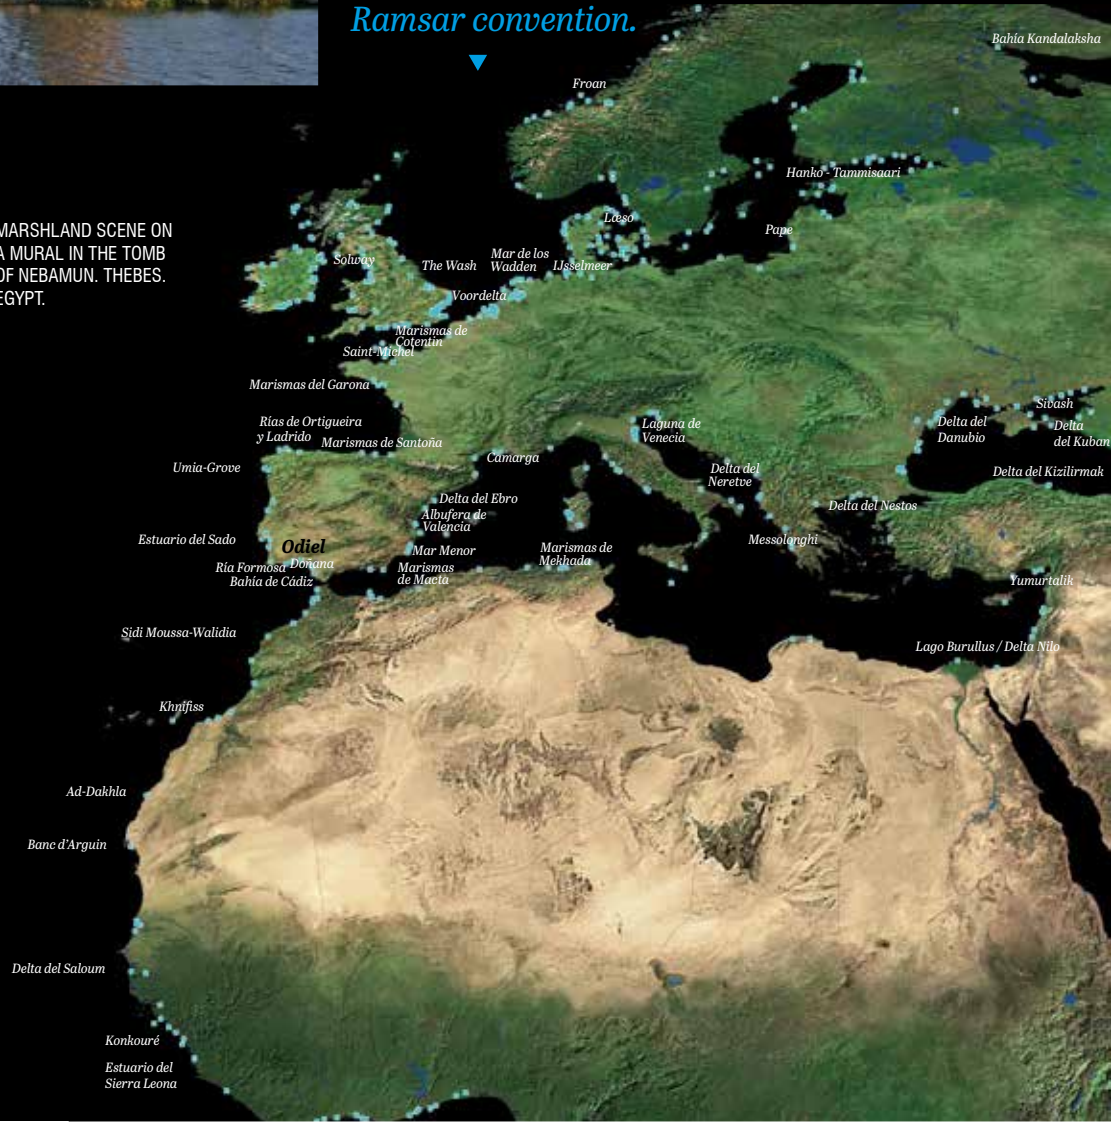 Ramsar convention.
MARSHLAND SCENE ON
A MURAL IN THE TOMB
OF NEBAMUN. THEBES.
EGYPT.
Bahía Kandalaksha
Froan
Hanko - Tammisaari
Læso
Pape
Solway
The Wash
Mar de los
Wadden
IJsselmeer
Voordelta
Marismas de
Cotentin
Saint-Michel
Marismas del Garona
Rías de Ortigueira
y Ladrido
Marismas de Santoña
Umia-Grove
Camarga
Laguna de
Venecia
Delta del
Neretve
Delta del
Danubio
Sivash
Delta
del Kuban
Delta del Kizilirmak
Delta del Nestos
Delta del Ebro
Albufera de
Valencia
Estuario del Sado
Odiel
Mar Menor
Marismas de
Mekhada
Messolonghi
Ría Formosa
Doñana
Bahía de Cádiz
Marismas
de Macta
Yumurtalik
Sidi Moussa-Walidia
Lago Burullus / Delta Nilo
Khnifiss
Ad-Dakhla
Banc d'Arguin
Delta del Saloum
Konkouré
Estuario del
Sierra Leona